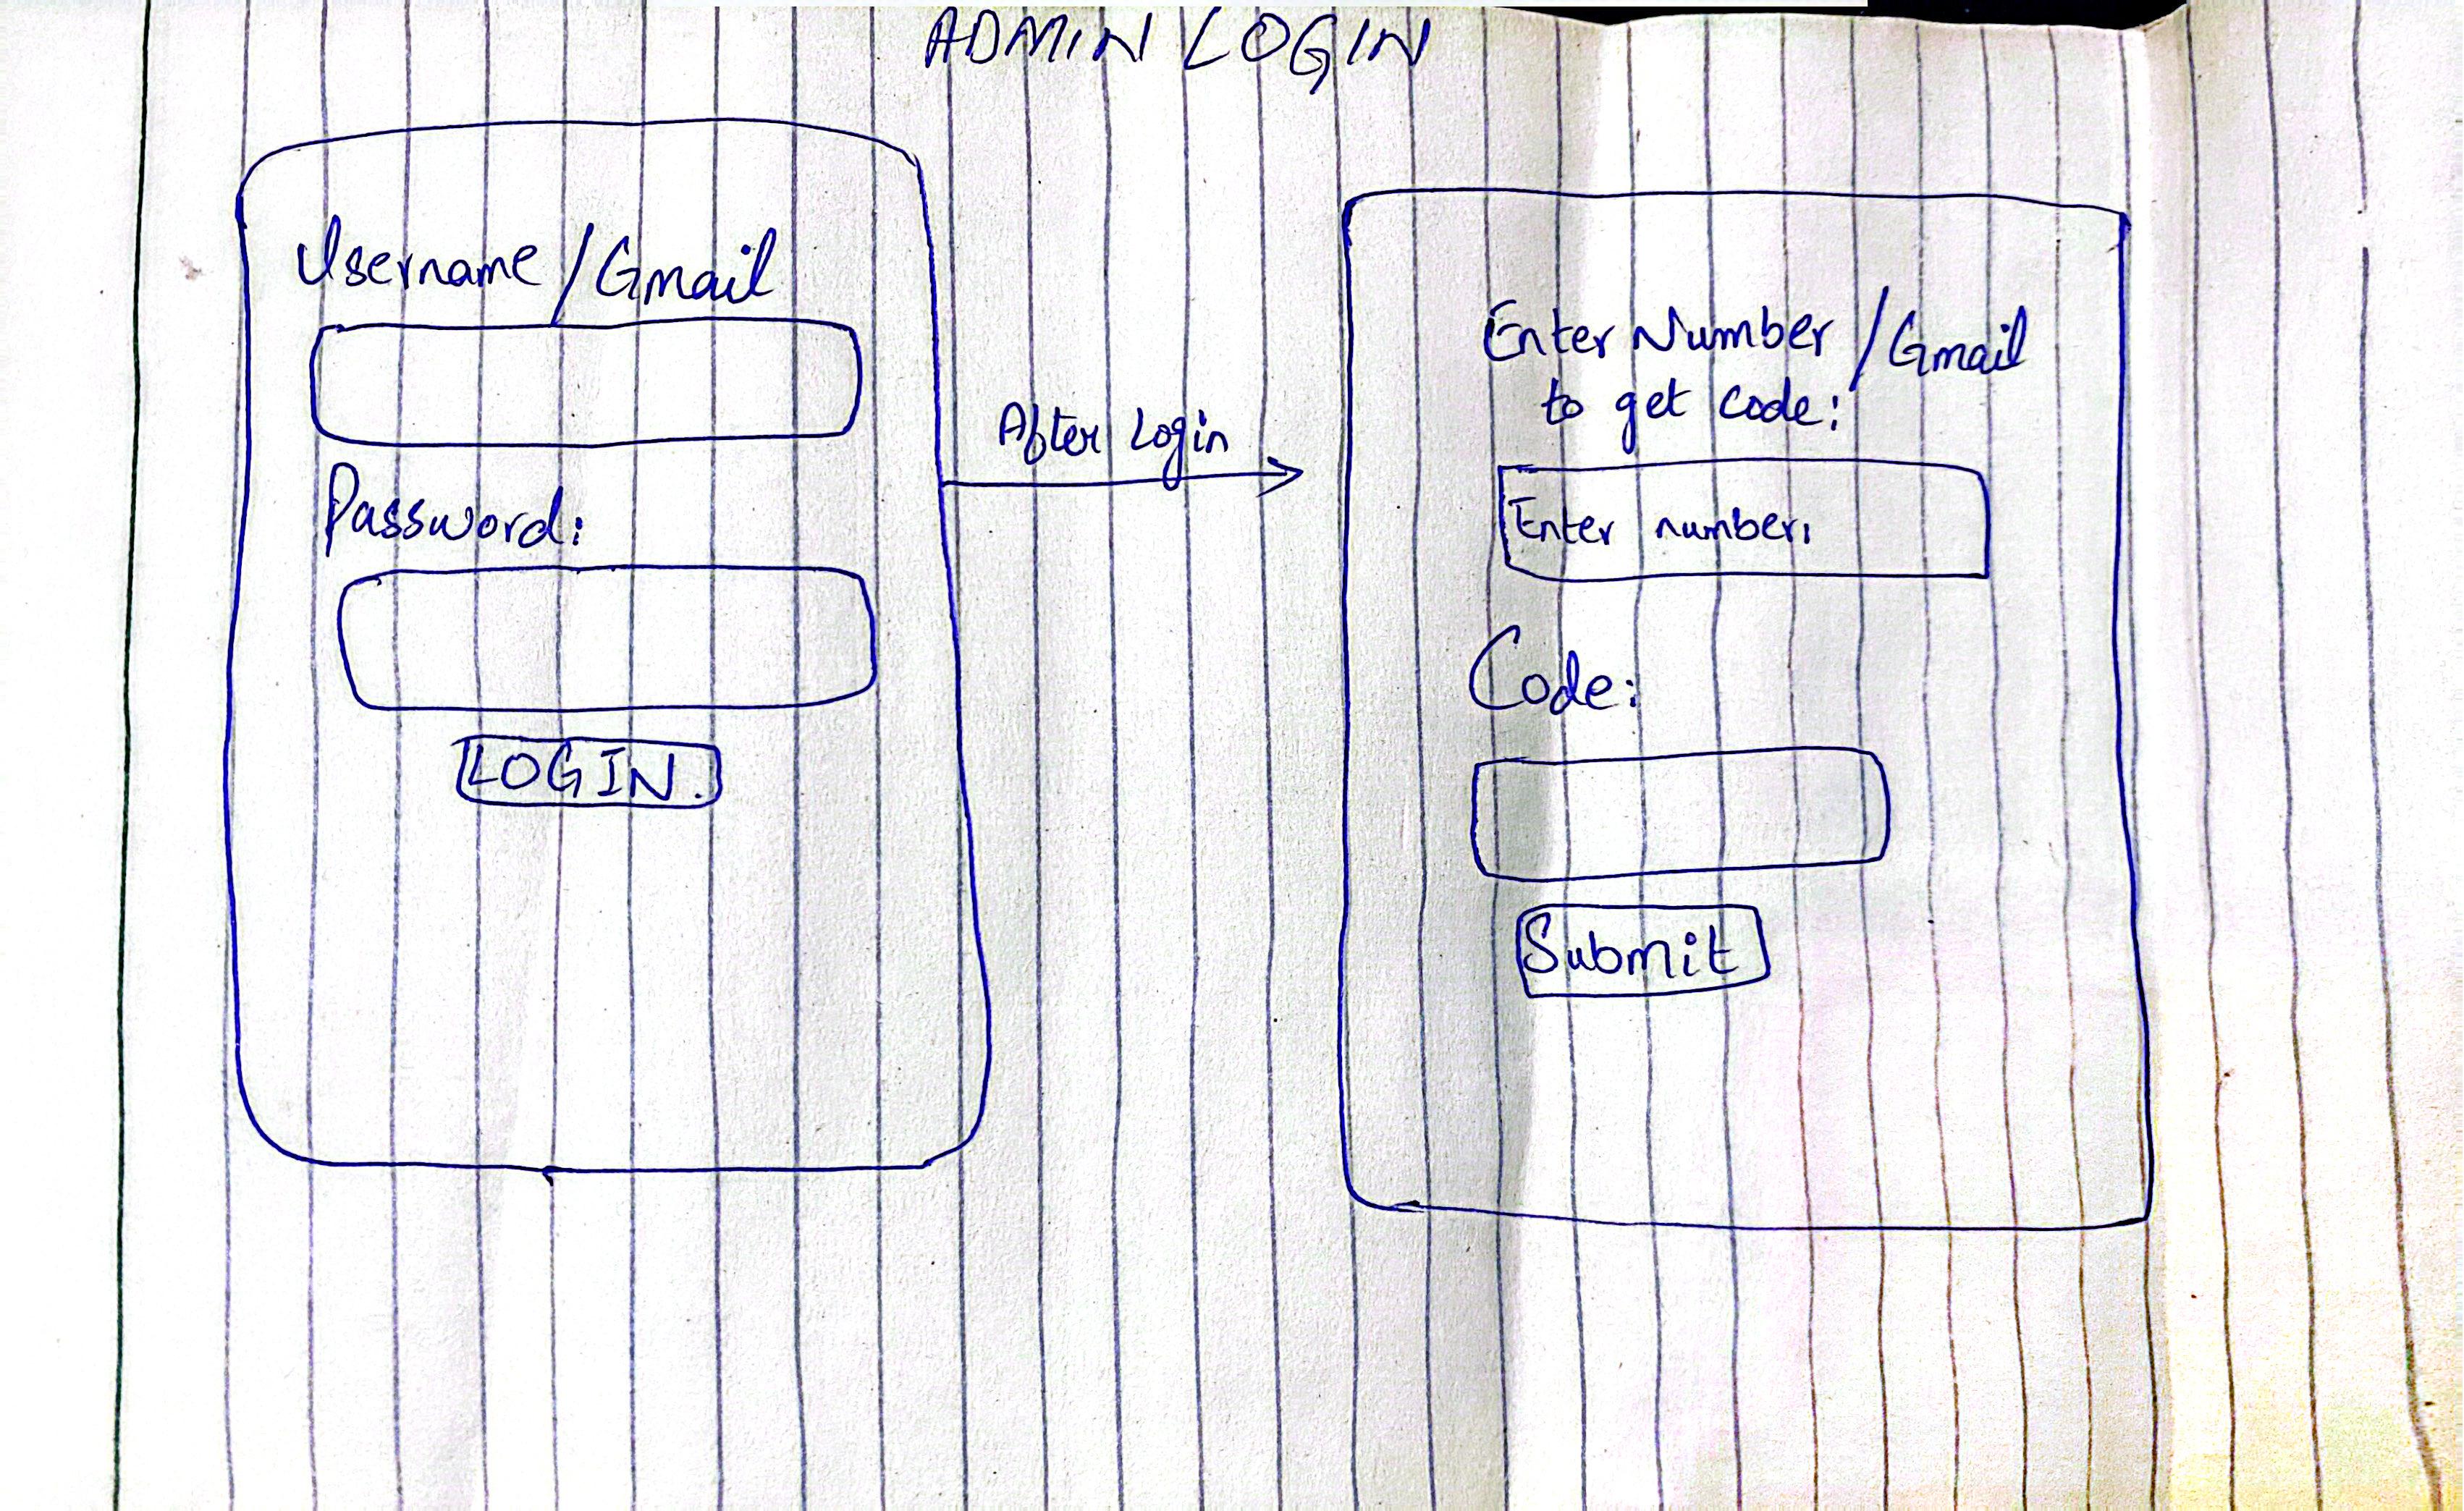 ADMIN LOGIN
Username / Gmail
Password:
LOGIN.
After Login
Enter Number / Gmail
to get code:
Enter number:
Code:
Submit